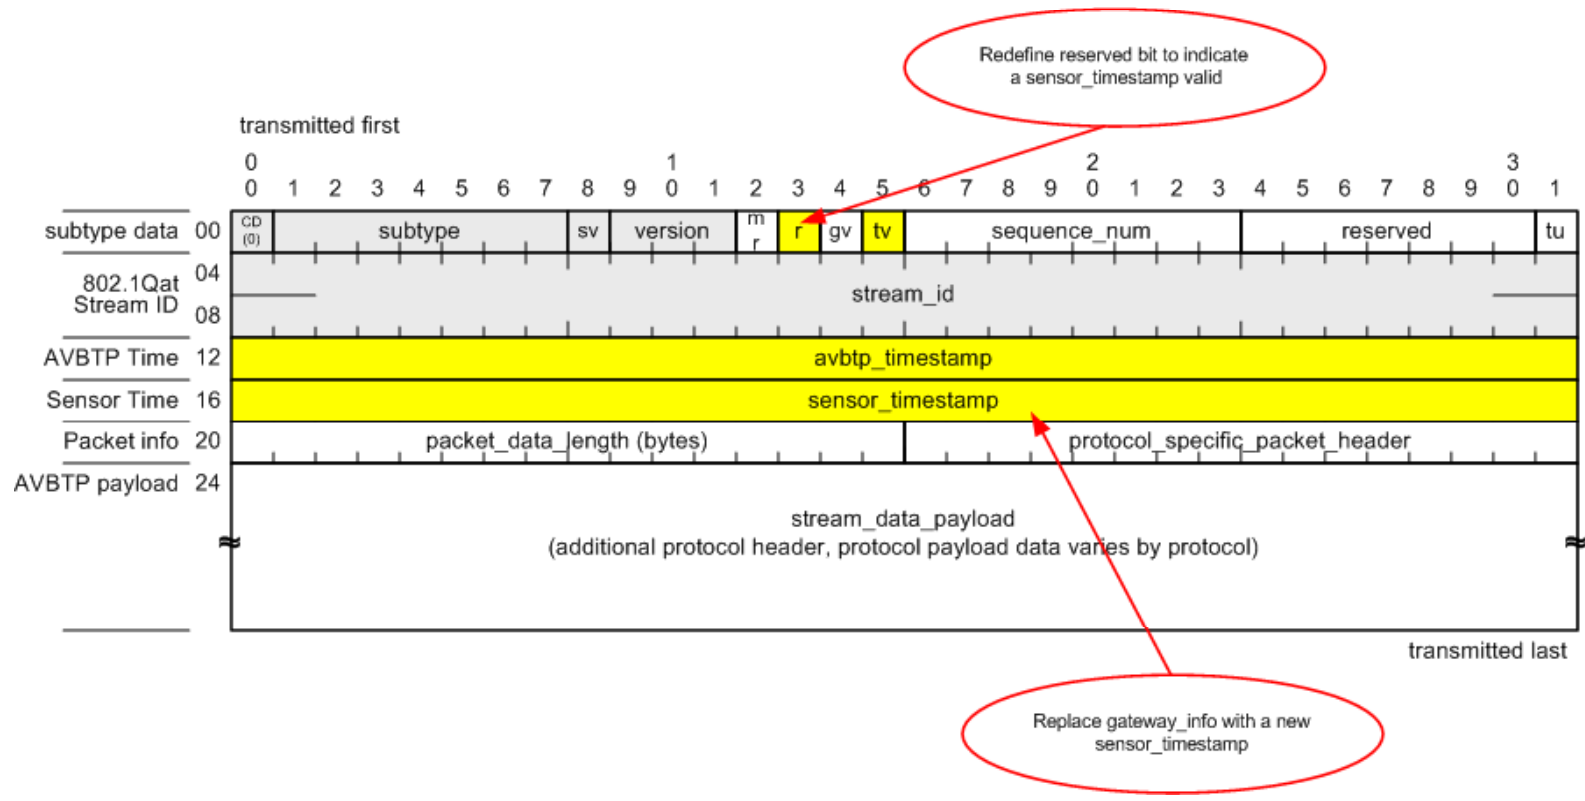 Redefine reserved bit to indicate
a sensor_timestamp valid
transmitted first
0 1 2 3
0 1 2 3 4 5 6 7 8 9 0 1 2 3 4 5 6 7 8 9 0 1 2 3 4 5 6 7 8 9 0 1
subtype data 00 CD (0) subtype sv version m r r gv tv sequence_num reserved tu
802.1Qat
Stream ID
04
08
stream_id
AVBTP Time 12 avbtp_timestamp
Sensor Time 16 sensor_timestamp
Packet info 20 packet_data_length (bytes) protocol_specific_packet_header
AVBTP payload 24
stream_data_payload
(additional protocol header, protocol payload data varies by protocol)
≈ ≈
transmitted last
Replace gateway_info with a new
sensor_timestamp